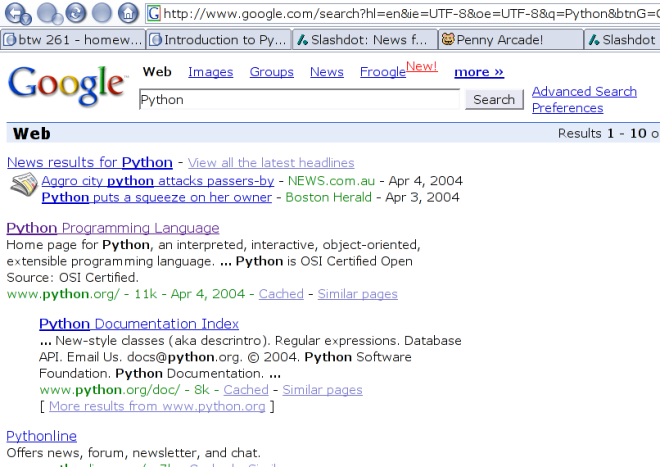 http://www.google.com/search?hl=en&ie=UTF-8&oe=UTF-8&q=Python&btnG=
btw 261 - homew... Introduction to Py... Slashdot: News f... Penny Arcade! Slashdot
Google™ Web Images Groups News Froogle New! more »
Python Search Advanced Search
Preferences
Web Results 1 - 10 o
News results for Python - View all the latest headlines
Aggro city python attacks passers-by - NEWS.com.au - Apr 4, 2004
Python puts a squeeze on her owner - Boston Herald - Apr 3, 2004
Python Programming Language
Home page for Python, an interpreted, interactive, object-oriented,
extensible programming language. ... Python is OSI Certified Open
Source: OSI Certified.
www.python.org/ - 11k - Apr 4, 2004 - Cached - Similar pages
Python Documentation Index
... New-style classes (aka descrintro). Regular expressions. Database
API. Email Us. docs@python.org. © 2004. Python Software
Foundation. Python Documentation. ...
www.python.org/doc/ - 8k - Cached - Similar pages
[ More results from www.python.org ]
Pythonline
Offers news, forum, newsletter, and chat.